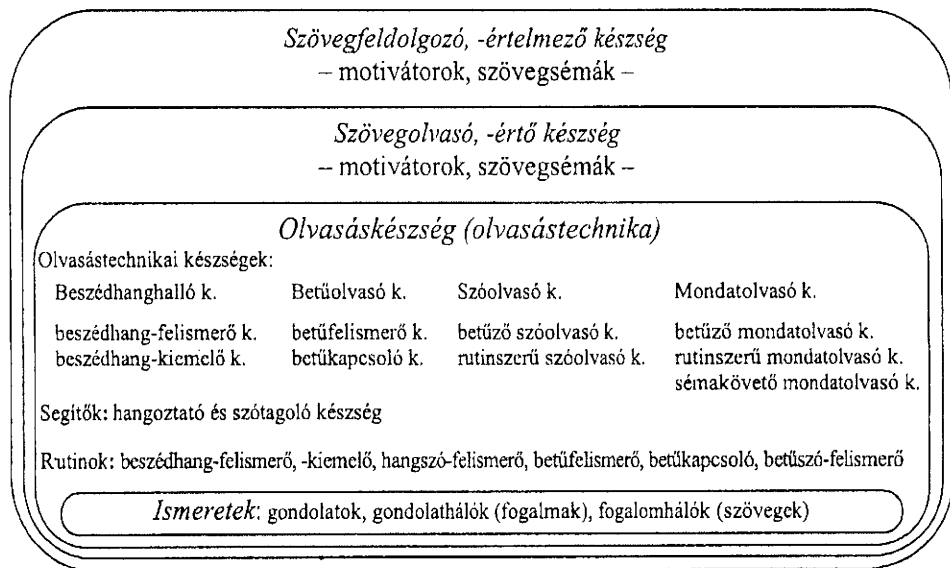 Szövegfeldolgozó, -értelmező készség
– motivátorok, szövegsémák –
Szövegolvasó, -értő készség
– motivátorok, szövegsémák –
Olvasáskészség (olvasástechnika)
Olvasástechnikai készségek:
Beszédhanghalló k. Betűolvasó k. Szóolvasó k. Mondatolvasó k.
beszédhang-felismerő k. betűfelismerő k. betűző szóolvasó k. betűző mondatolvasó k.
beszédhang-kiemelő k. betűkapcsoló k. rutinszerű szóolvasó k. rutinszerű mondatolvasó k.
sémakövető mondatolvasó k.
Segítők: hangoztató és szótagoló készség
Rutinok: beszédhang-felismerő, -kiemelő, hangszó-felismerő, betűfelismerő, betűkapcsoló, betűszó-felismerő
Ismeretek: gondolatok, gondolathálók (fogalmak), fogalomhálók (szövegek)